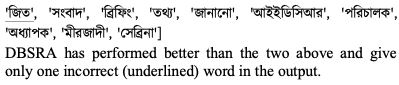 'জিত', 'সংবাদ', 'ব্রিফিং', 'তথ্য', 'জানানো', 'আইইডিসিআর', 'পরিচালক',
'অধ্যাপক', 'মীরজাদী', 'সেব্রিনা']
DBSRA has performed better than the two above and give
only one incorrect (underlined) word in the output.